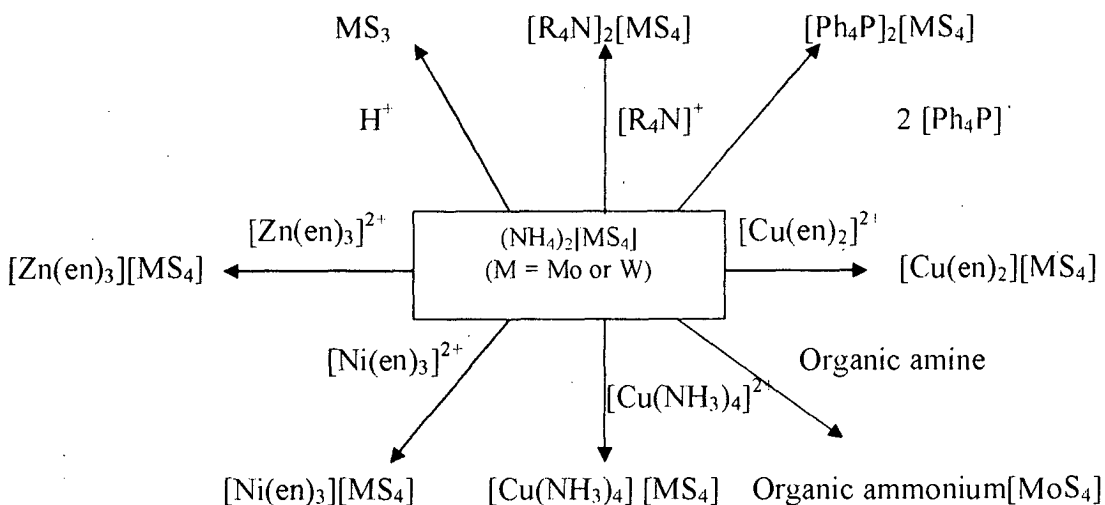 MS₃ [R₄N]₂[MS₄] [Ph₄P]₂[MS₄]
H⁺ [R₄N]⁺ 2 [Ph₄P]
[Zn(en)₃]²⁺ (NH₄)₂[MS₄] [Cu(en)₂]²⁺
(M = Mo or W)
[Zn(en)₃][MS₄] [Cu(en)₂][MS₄]
[Ni(en)₃]²⁺ Organic amine
[Cu(NH₃)₄]²⁺
[Ni(en)₃][MS₄] [Cu(NH₃)₄] [MS₄] Organic ammonium[MoS₄]